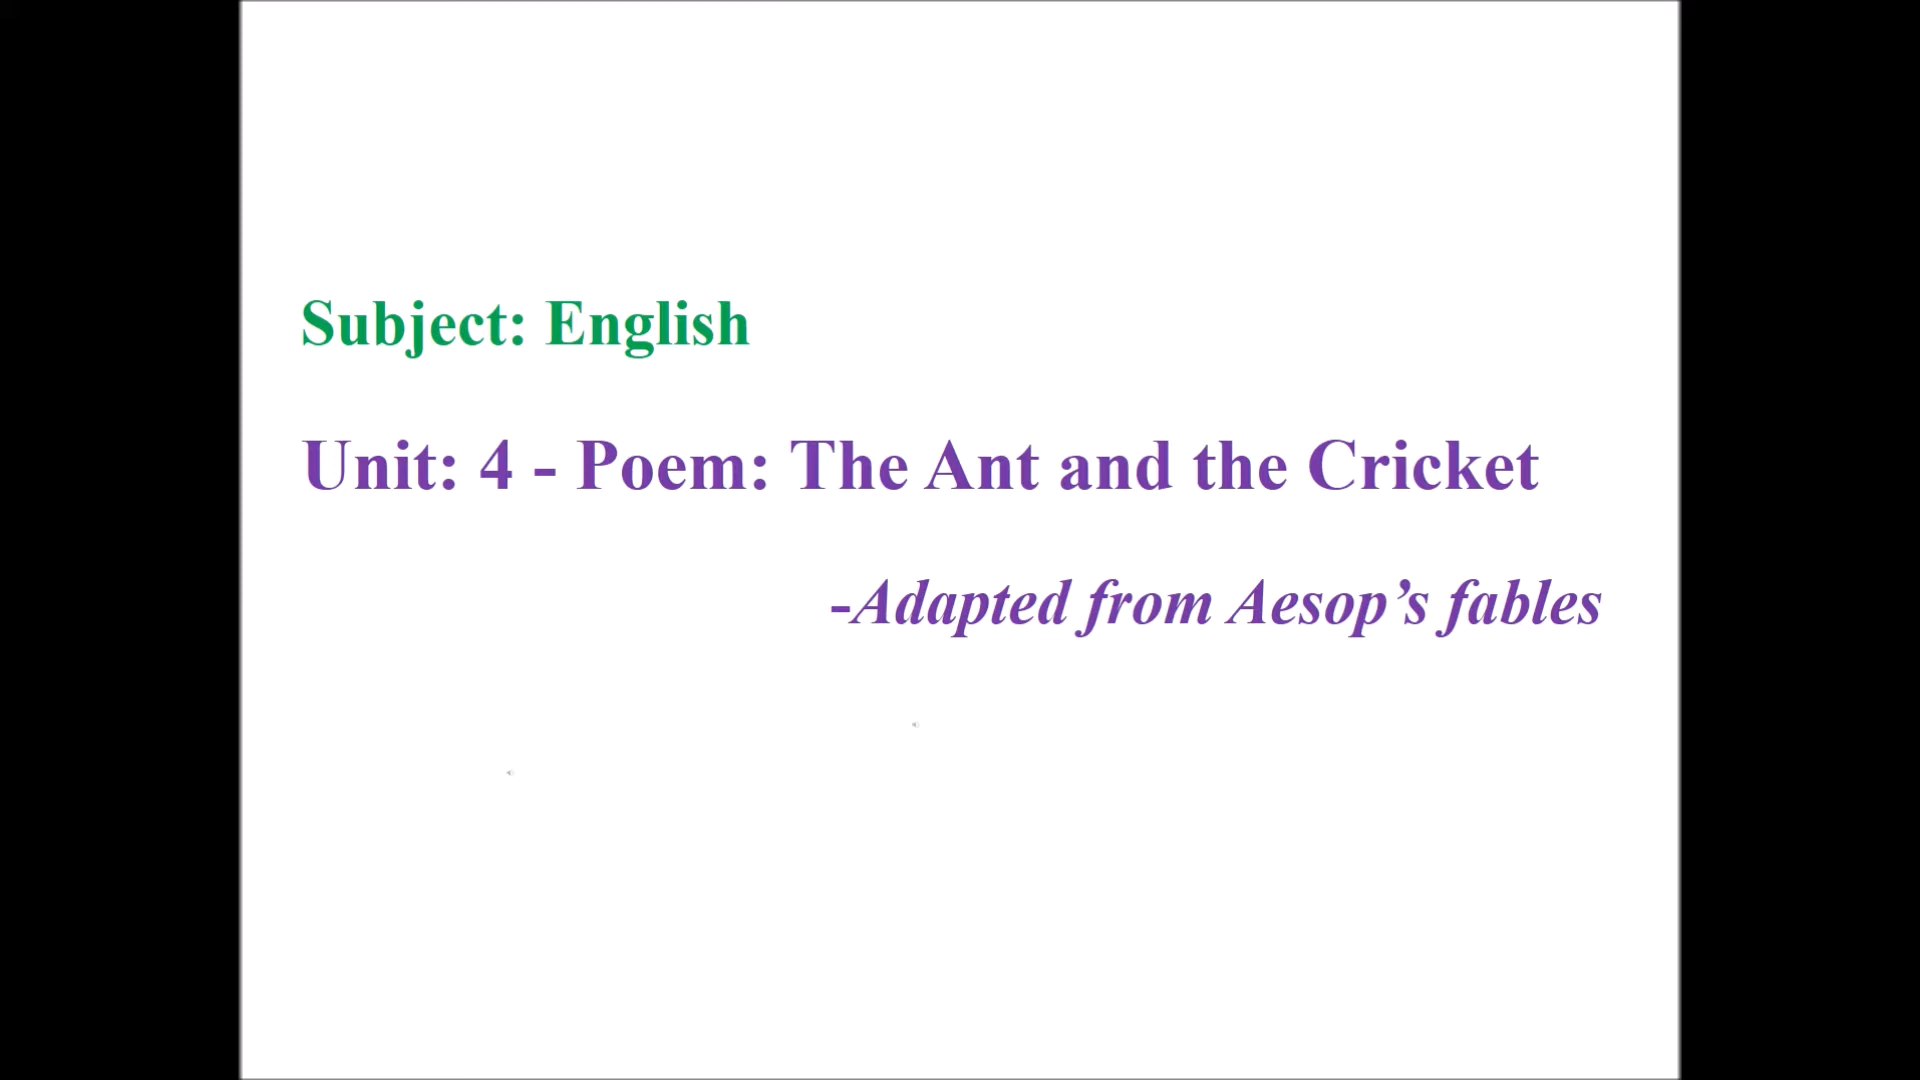 Subject: English
Unit: 4 - Poem: The Ant and the Cricket
-Adapted from Aesop’s fables